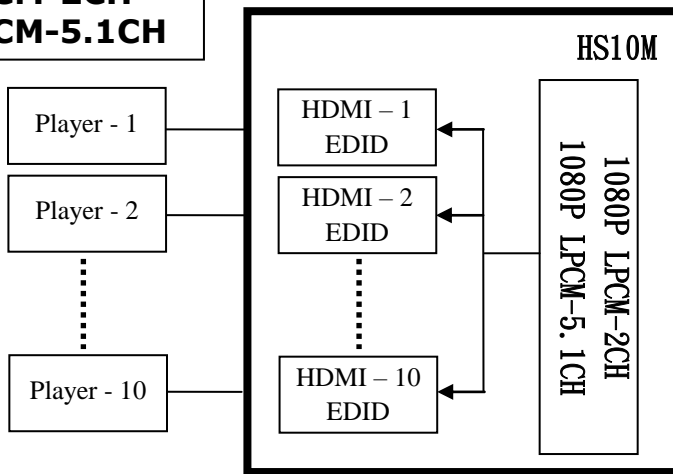 CM-5.1CH
HS10M
Player - 1
HDMI – 1
EDID
Player - 2
HDMI – 2
EDID
Player - 10
HDMI – 10
EDID
1080P LPCM-2CH
1080P LPCM-5.1CH